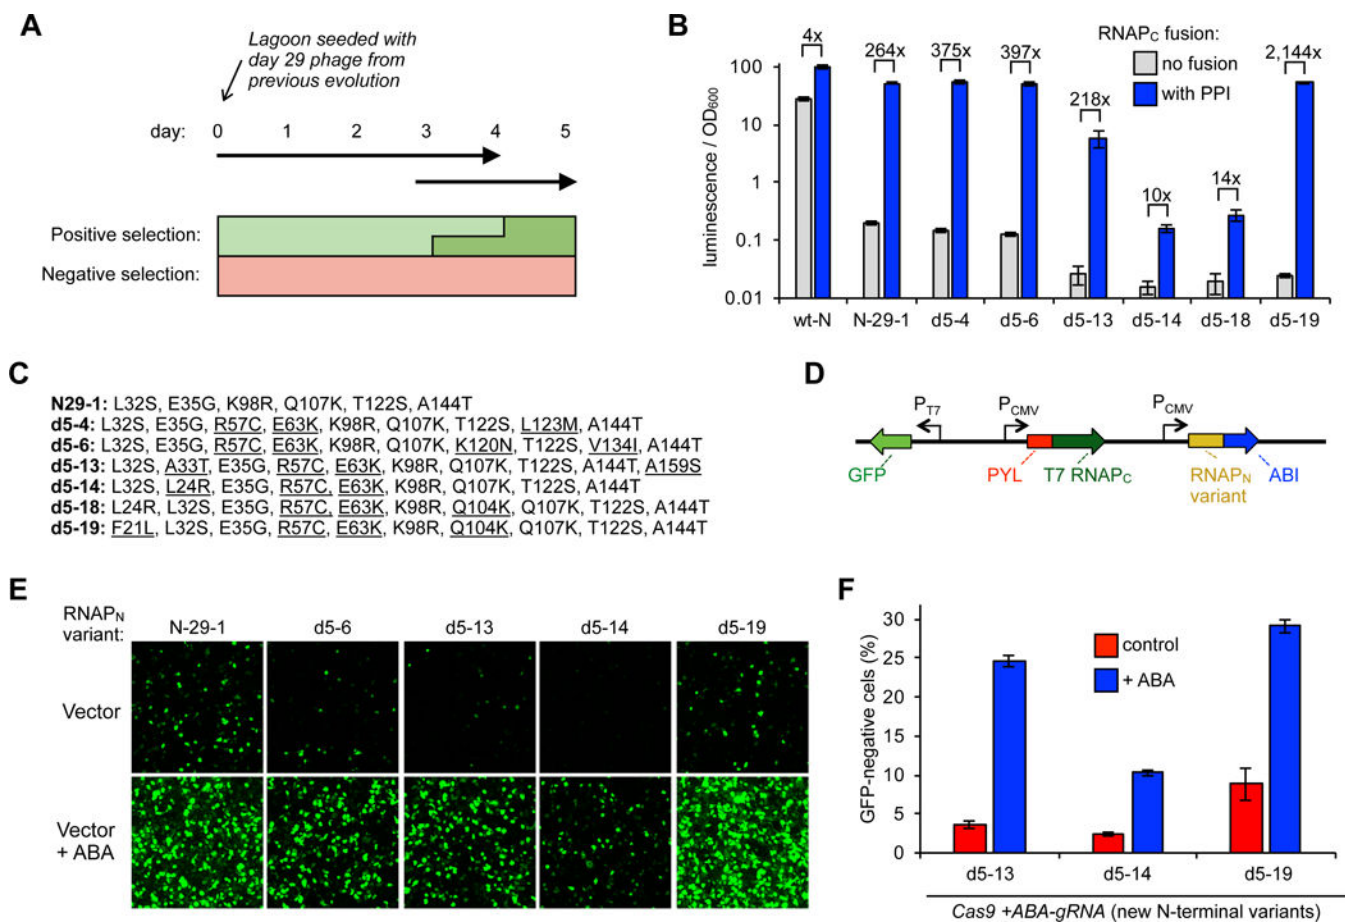 A
Lagoon seeded with
day 29 phage from
previous evolution
day: 0 1 2 3 4 5
Positive selection:
Negative selection:
B
RNAPC fusion:
no fusion
with PPI
4x 264x 375x 397x 218x 10x 14x 2,144x
luminescence / OD600
100
10
1
0.1
0.01
wt-N N-29-1 d5-4 d5-6 d5-13 d5-14 d5-18 d5-19
C
N29-1: L32S, E35G, K98R, Q107K, T122S, A144T
d5-4: L32S, E35G, R57C, E63K, K98R, Q107K, T122S, L123M, A144T
d5-6: L32S, E35G, R57C, E63K, K98R, Q107K, K120N, T122S, V134I, A144T
d5-13: L32S, A33T, E35G, R57C, E63K, K98R, Q107K, T122S, A144T, A159S
d5-14: L32S, L24R, E35G, R57C, E63K, K98R, Q107K, T122S, A144T
d5-18: L24R, L32S, E35G, R57C, E63K, K98R, Q104K, Q107K, T122S, A144T
d5-19: F21L, L32S, E35G, R57C, E63K, K98R, Q104K, Q107K, T122S, A144T
D
PT7 PCMV PCMV
GFP PYL T7 RNAPC RNAPN variant ABI
E
RNAPN
variant:
N-29-1 d5-6 d5-13 d5-14 d5-19
Vector
Vector
+ ABA
F
GFP-negative cels (%)
30
25
20
15
10
5
0
control
+ ABA
d5-13 d5-14 d5-19
Cas9 +ABA-gRNA (new N-terminal variants)